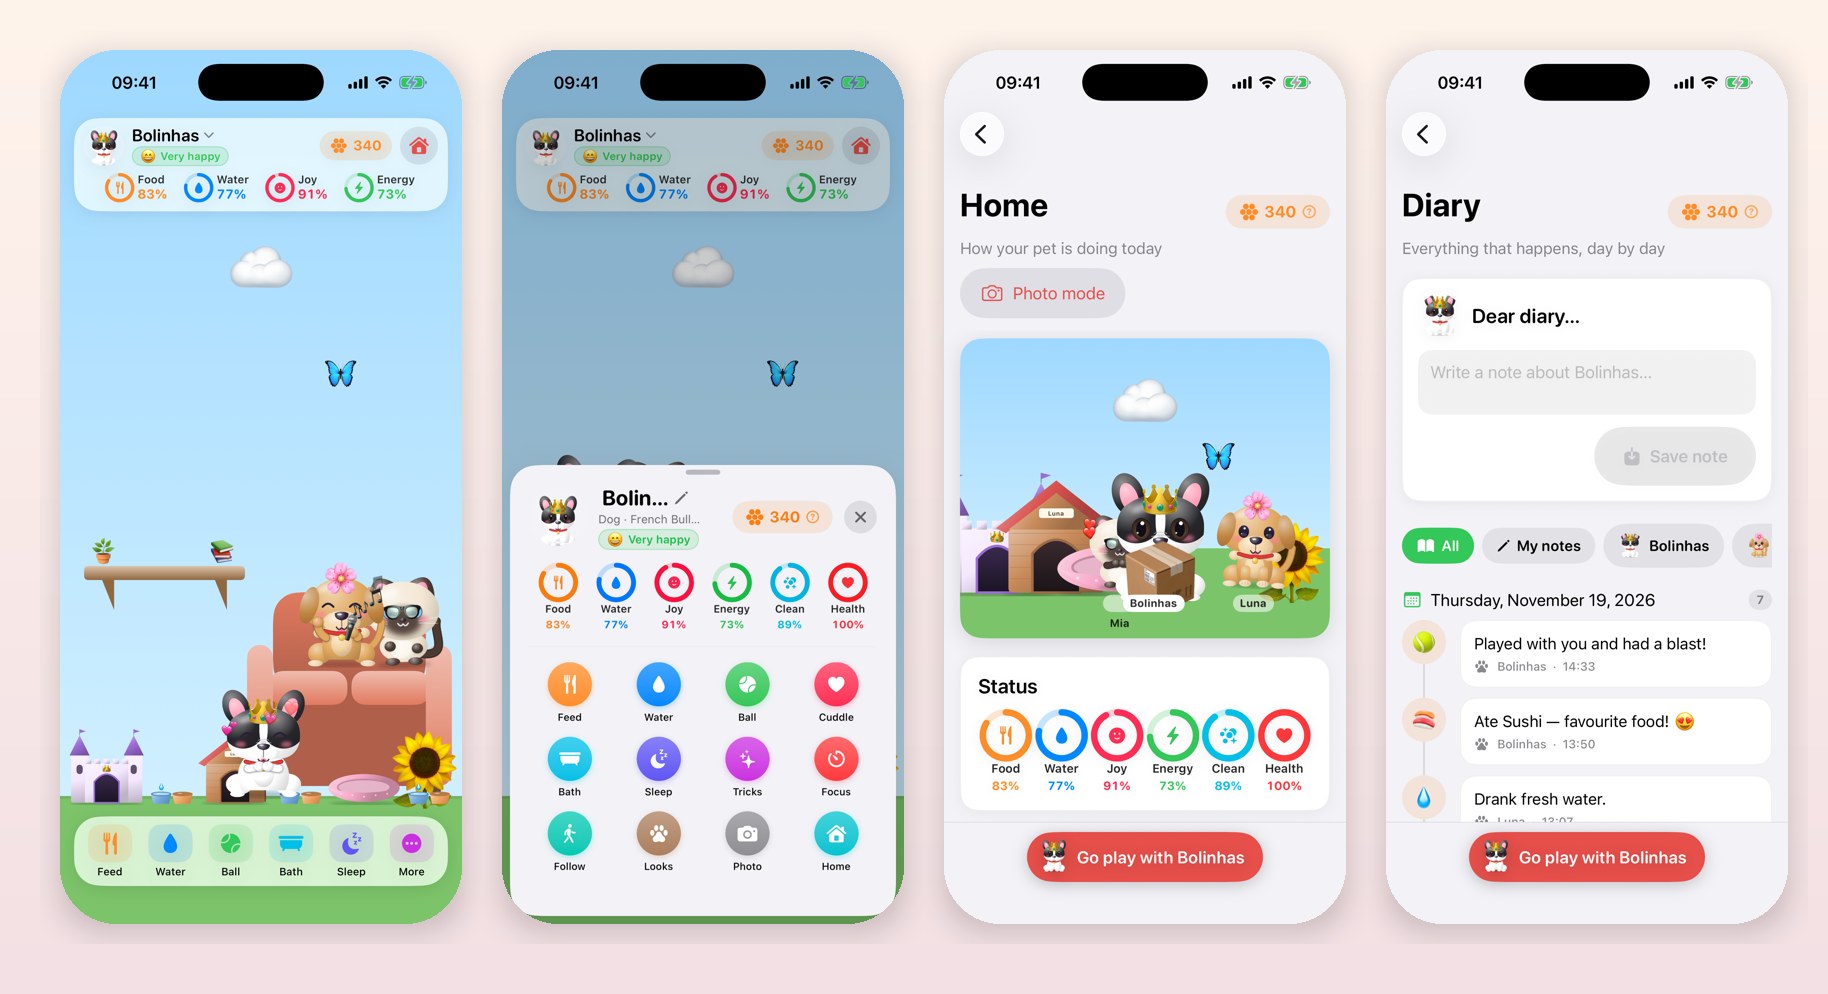 09:41
Bolinhas
340
😄 Very happy
Food
83%
Water
77%
Joy
91%
Energy
73%
Feed
Water
Ball
Bath
Sleep
More
09:41
Bolinhas
340
😄 Very happy
Food
83%
Water
77%
Joy
91%
Energy
73%
Bolin...
Dog · French Bull...
😄 Very happy
340
Food
Water
Joy
Energy
Clean
Health
83%
77%
91%
73%
89%
100%
Feed
Water
Ball
Cuddle
Bath
Sleep
Tricks
Focus
Follow
Looks
Photo
Home
09:41
Home
340
How your pet is doing today
Photo mode
Luna
Bolinhas
Luna
Mia
Status
Food
Water
Joy
Energy
Clean
Health
83%
77%
91%
73%
89%
100%
Go play with Bolinhas
09:41
Diary
340
Everything that happens, day by day
Dear diary...
Write a note about Bolinhas...
Save note
All
My notes
Bolinhas
Thursday, November 19, 2026
7
Played with you and had a blast!
Bolinhas · 14:33
Ate Sushi — favourite food! 😍
Bolinhas · 13:50
Drank fresh water.
Luna · 13:07
Go play with Bolinhas